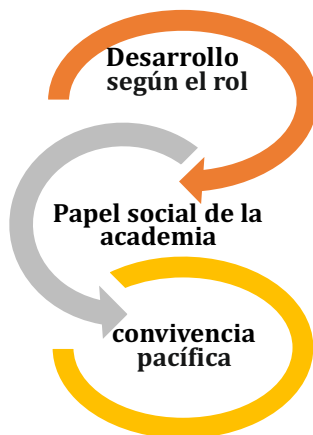 Desarrollo
según el rol
Papel social de la
academia
convivencia
pacífica